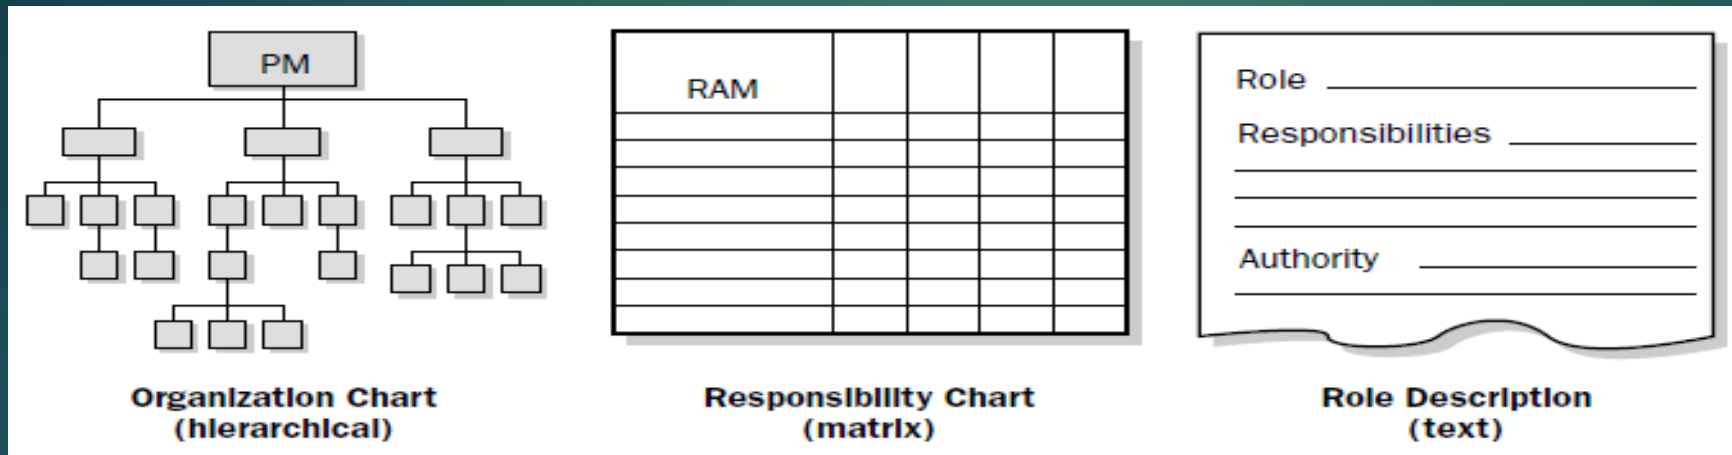 PM
RAM
Role
Responsibilities
Authority
Organization Chart
(hierarchical)
Responsibility Chart
(matrix)
Role Description
(text)